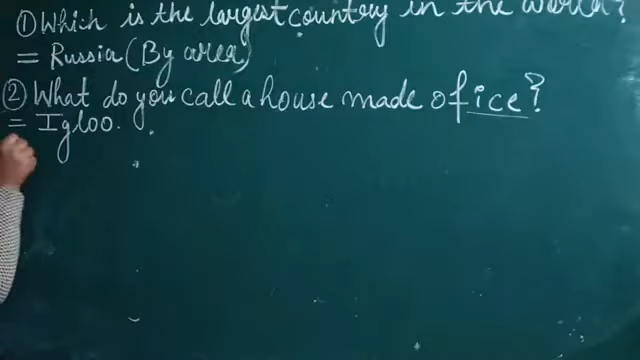 ① Which is the largest country in the world?
= Russia (By area)
② What do you call a house made of ice?
= Igloo.